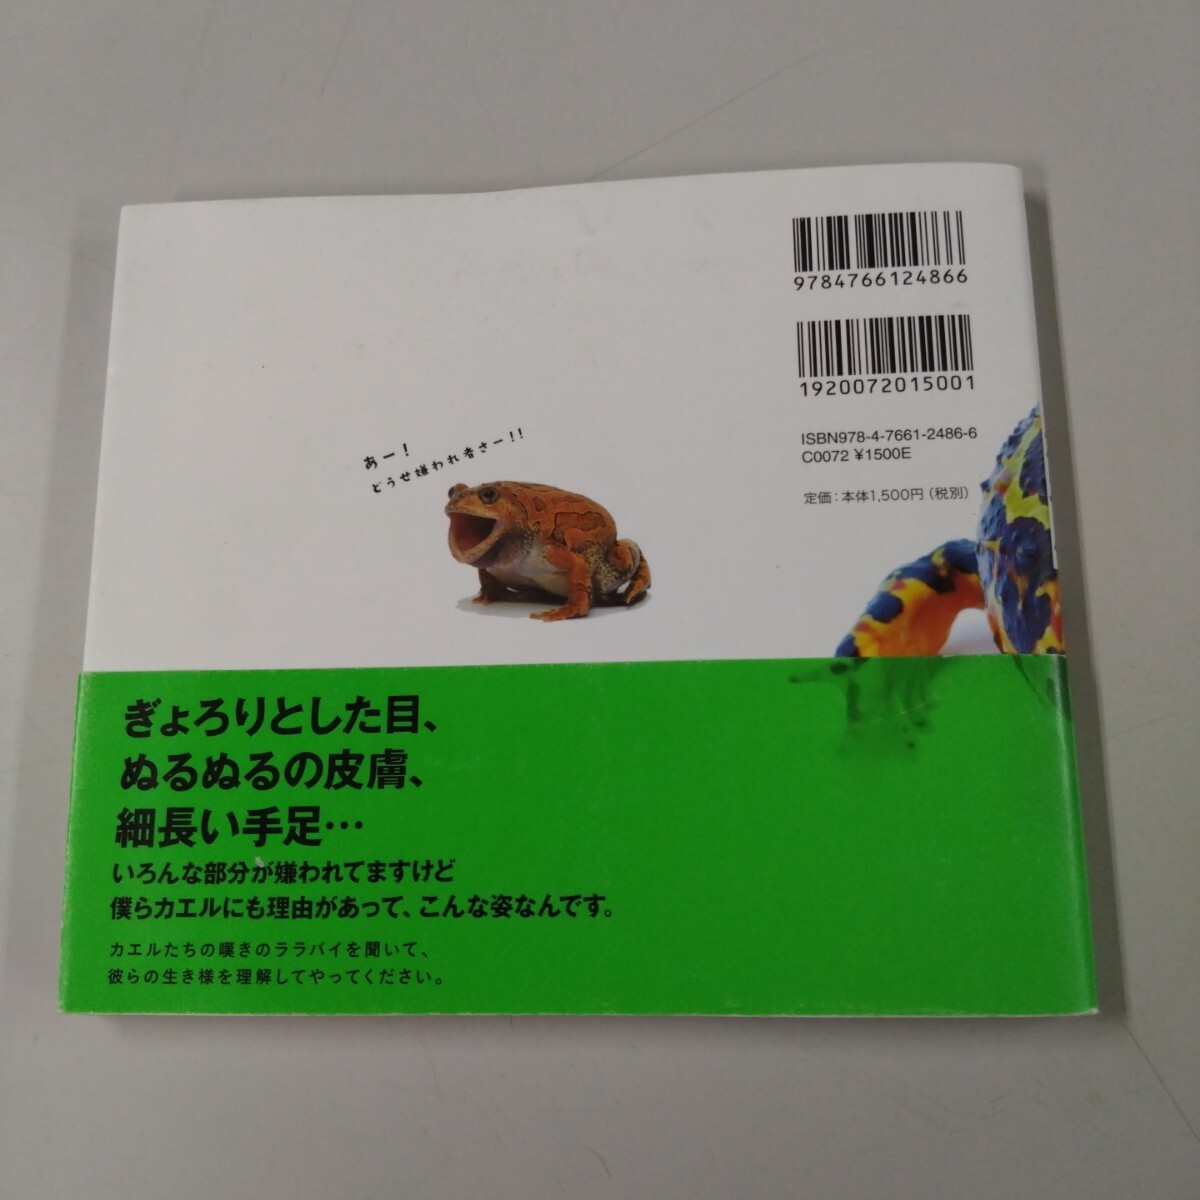 9784766124866
1920072015001
ISBN978-4-7661-2486-6
C0072 ¥1500E
定価：本体1,500円（税別）
あー！
どうせ嫌われ者さー！！
ぎょろりとした目、
ぬるぬるの皮膚、
細長い手足…
いろんな部分が嫌われてますけど
僕らカエルにも理由があって、こんな姿なんです。
カエルたちの嘆きのララバイを聞いて、
彼らの生き様を理解してやってください。